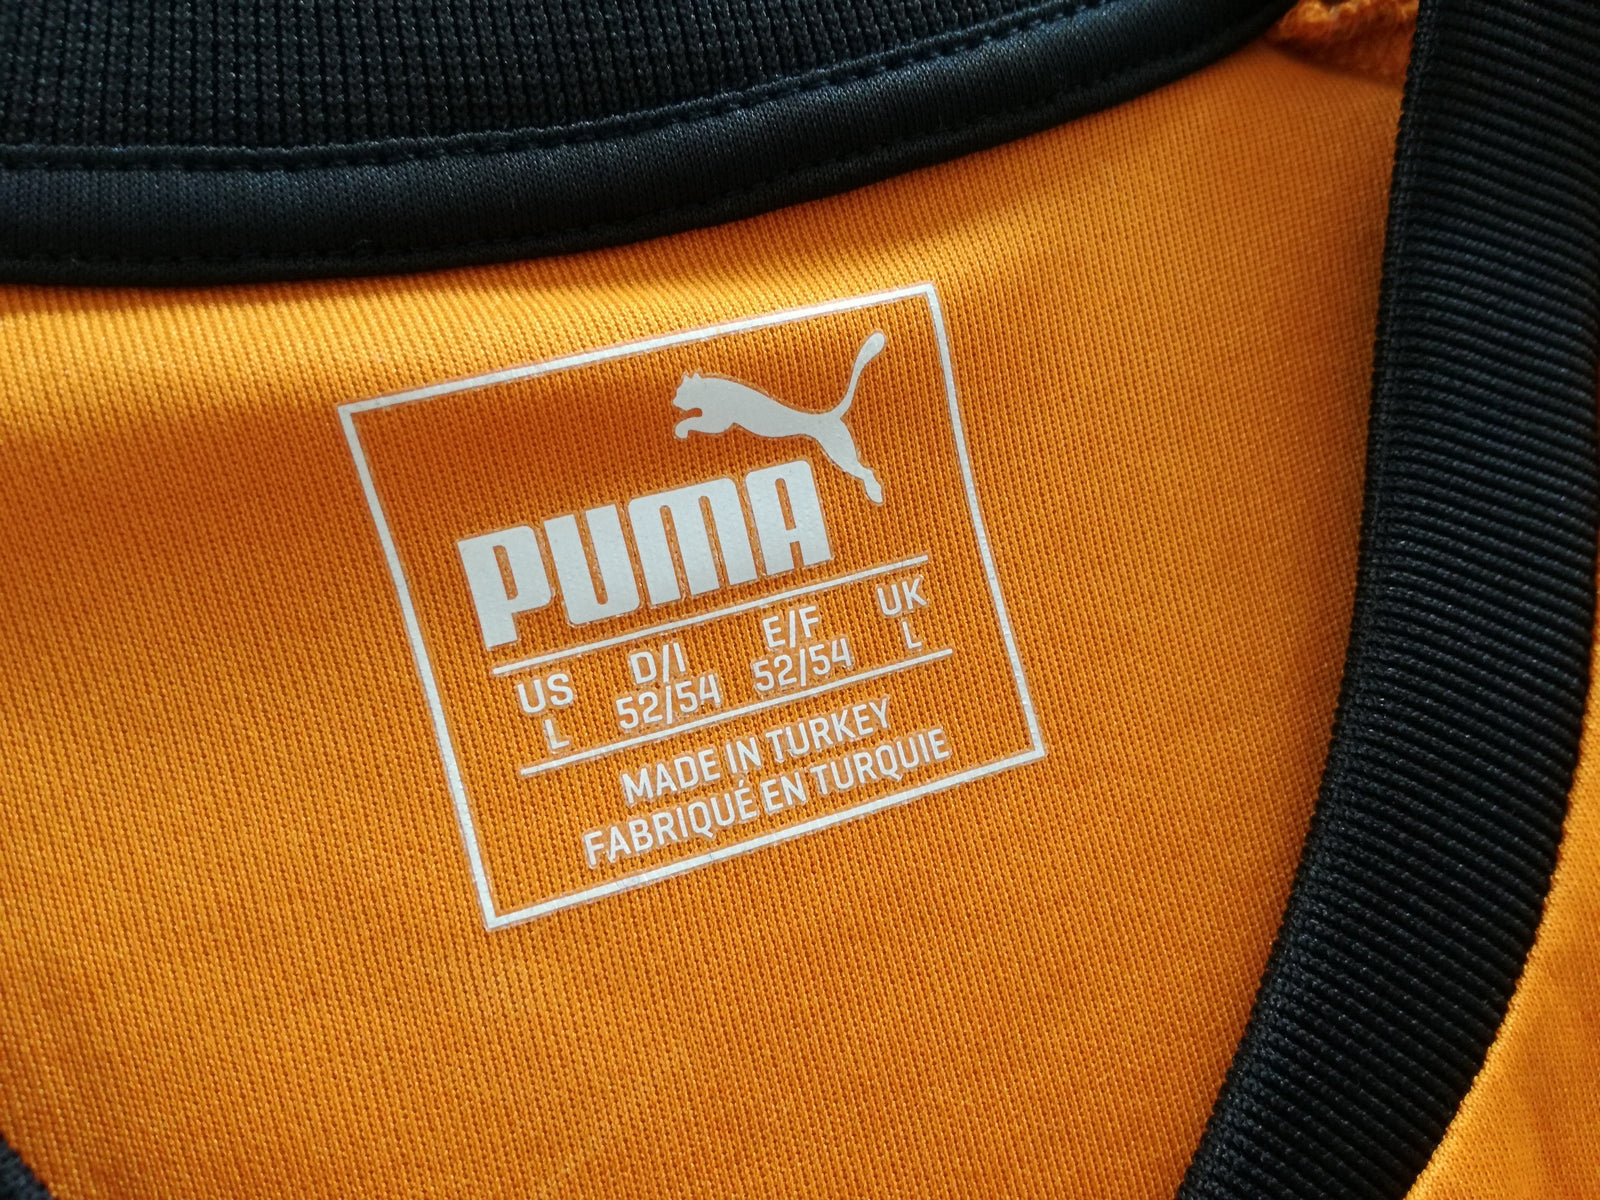 PUMA
US D/I E/F UK
L 52/54 52/54 L
MADE IN TURKEY
FABRIQUÉ EN TURQUIE